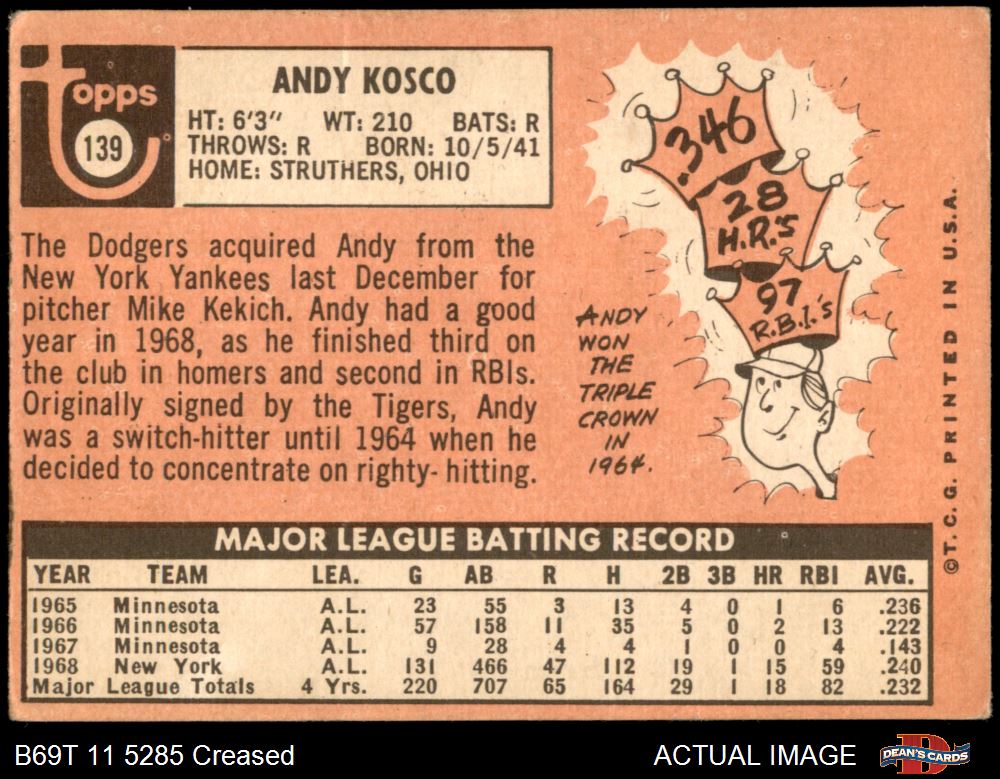 topps
139
ANDY KOSCO
HT: 6'3" WT: 210 BATS: R
THROWS: R BORN: 10/5/41
HOME: STRUTHERS, OHIO
The Dodgers acquired Andy from the
New York Yankees last December for
pitcher Mike Kekich. Andy had a good
year in 1968, as he finished third on
the club in homers and second in RBIs.
Originally signed by the Tigers, Andy
was a switch-hitter until 1964 when he
decided to concentrate on righty- hitting.
.346
28
H.R.'S
97
R.B.I.'s
ANDY
WON
THE
TRIPLE
CROWN
IN
1964.
©T. C. G. PRINTED IN U.S.A.
MAJOR LEAGUE BATTING RECORD
YEAR TEAM LEA. G AB R H 2B 3B HR RBI AVG.
1965 Minnesota A.L. 23 55 3 13 4 0 1 6 .236
1966 Minnesota A.L. 57 158 11 35 5 0 2 13 .222
1967 Minnesota A.L. 9 28 4 4 1 0 0 4 .143
1968 New York A.L. 131 466 47 112 19 1 15 59 .240
Major League Totals 4 Yrs. 220 707 65 164 29 1 18 82 .232
B69T 11 5285 Creased ACTUAL IMAGE DEAN'S CARDS